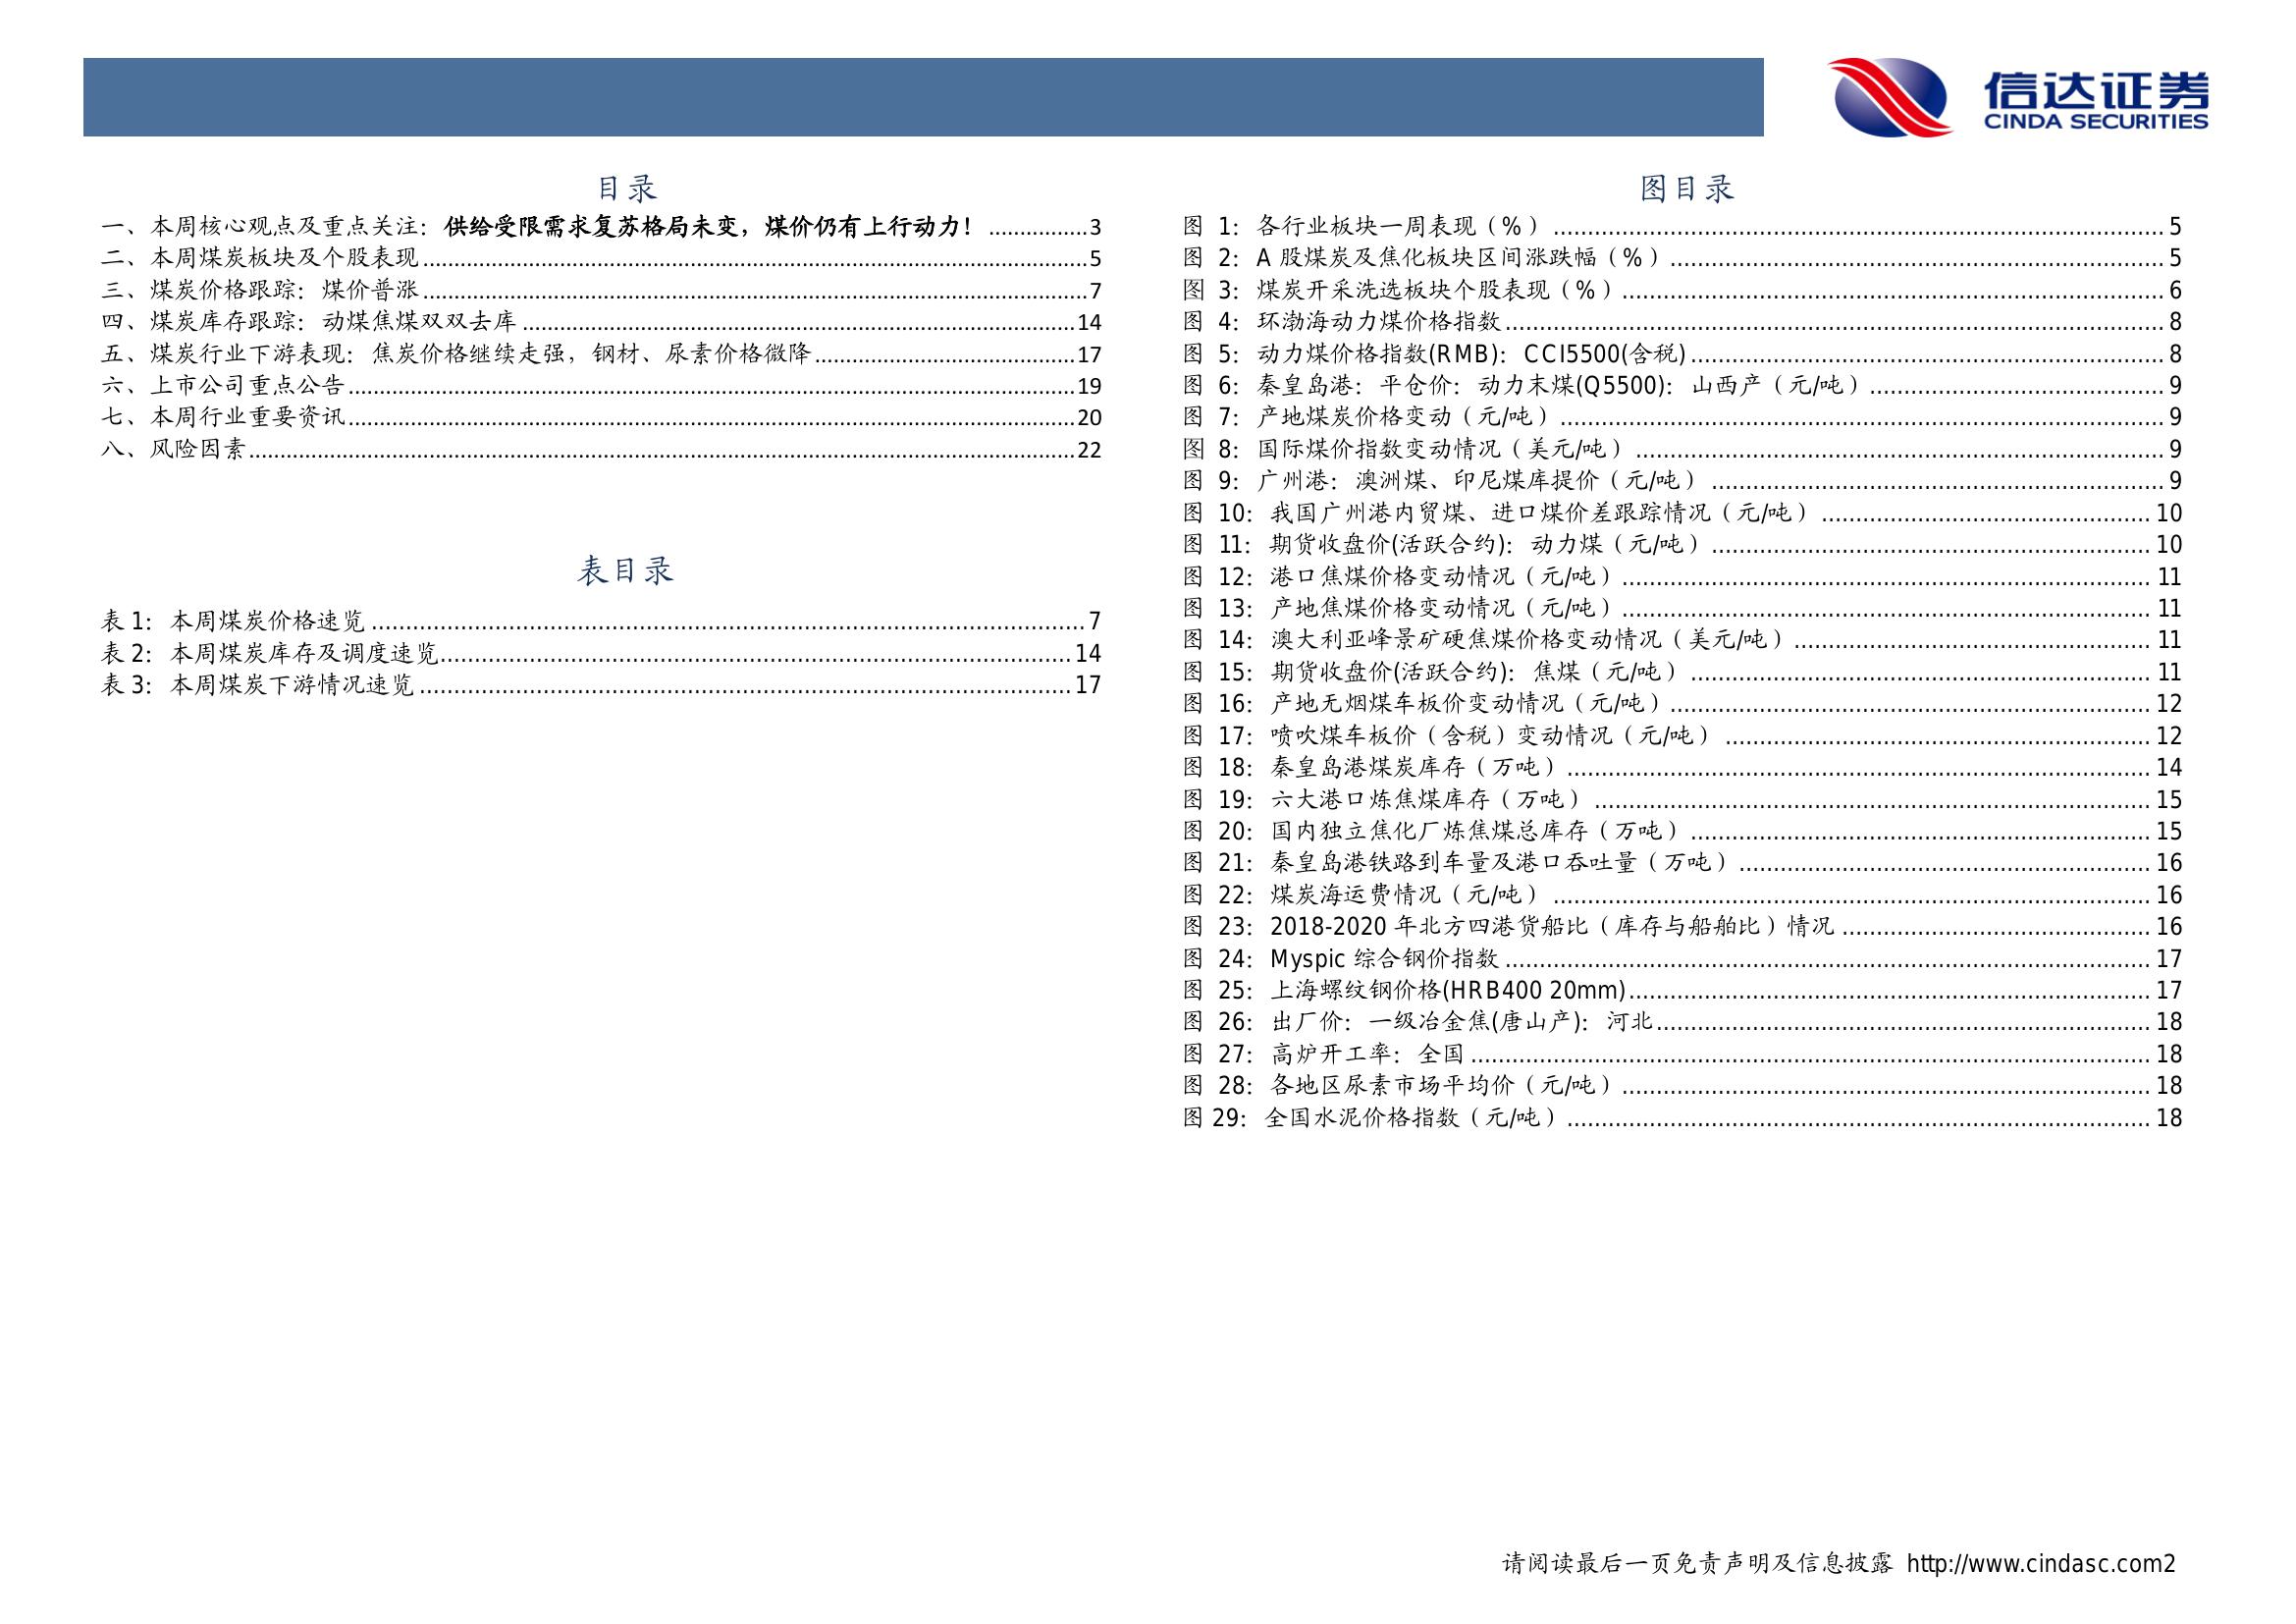 信达证券
CINDA SECURITIES
目录
一、本周核心观点及重点关注：供给受限需求复苏格局未变，煤价仍有上行动力！ ................3
二、本周煤炭板块及个股表现................5
三、煤炭价格跟踪：煤价普涨................7
四、煤炭库存跟踪：动煤焦煤双双去库................14
五、煤炭行业下游表现：焦炭价格继续走强，钢材、尿素价格微降................17
六、上市公司重点公告................19
七、本周行业重要资讯................20
八、风险因素................22
表目录
表 1：本周煤炭价格速览................7
表 2：本周煤炭库存及调度速览................14
表 3：本周煤炭下游情况速览................17
图目录
图 1：各行业板块一周表现（%）................5
图 2：A 股煤炭及焦化板块区间涨跌幅（%）................5
图 3：煤炭开采洗选板块个股表现（%）................6
图 4：环渤海动力煤价格指数................8
图 5：动力煤价格指数(RMB)：CCI5500(含税)................8
图 6：秦皇岛港：平仓价：动力末煤(Q5500)：山西产（元/吨）................9
图 7：产地煤炭价格变动（元/吨）................9
图 8：国际煤价指数变动情况（美元/吨）................9
图 9：广州港：澳洲煤、印尼煤库提价（元/吨）................9
图 10：我国广州港内贸煤、进口煤价差跟踪情况（元/吨）................10
图 11：期货收盘价(活跃合约)：动力煤（元/吨）................10
图 12：港口焦煤价格变动情况（元/吨）................11
图 13：产地焦煤价格变动情况（元/吨）................11
图 14：澳大利亚峰景矿硬焦煤价格变动情况（美元/吨）................11
图 15：期货收盘价(活跃合约)：焦煤（元/吨）................11
图 16：产地无烟煤车板价变动情况（元/吨）................12
图 17：喷吹煤车板价（含税）变动情况（元/吨）................12
图 18：秦皇岛港煤炭库存（万吨）................14
图 19：六大港口炼焦煤库存（万吨）................15
图 20：国内独立焦化厂炼焦煤总库存（万吨）................15
图 21：秦皇岛港铁路到车量及港口吞吐量（万吨）................16
图 22：煤炭海运费情况（元/吨）................16
图 23：2018-2020 年北方四港货船比（库存与船舶比）情况................16
图 24：Myspic 综合钢价指数................17
图 25：上海螺纹钢价格(HRB400 20mm)................17
图 26：出厂价：一级冶金焦(唐山产)：河北................18
图 27：高炉开工率：全国................18
图 28：各地区尿素市场平均价（元/吨）................18
图 29：全国水泥价格指数（元/吨）................18
请阅读最后一页免责声明及信息披露 http://www.cindasc.com2